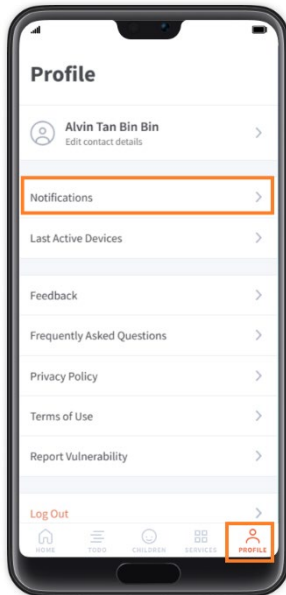 Profile
Alvin Tan Bin Bin
Edit contact details
Notifications
Last Active Devices
Feedback
Frequently Asked Questions
Privacy Policy
Terms of Use
Report Vulnerability
Log Out
HOME TODO CHILDREN SERVICES PROFILE